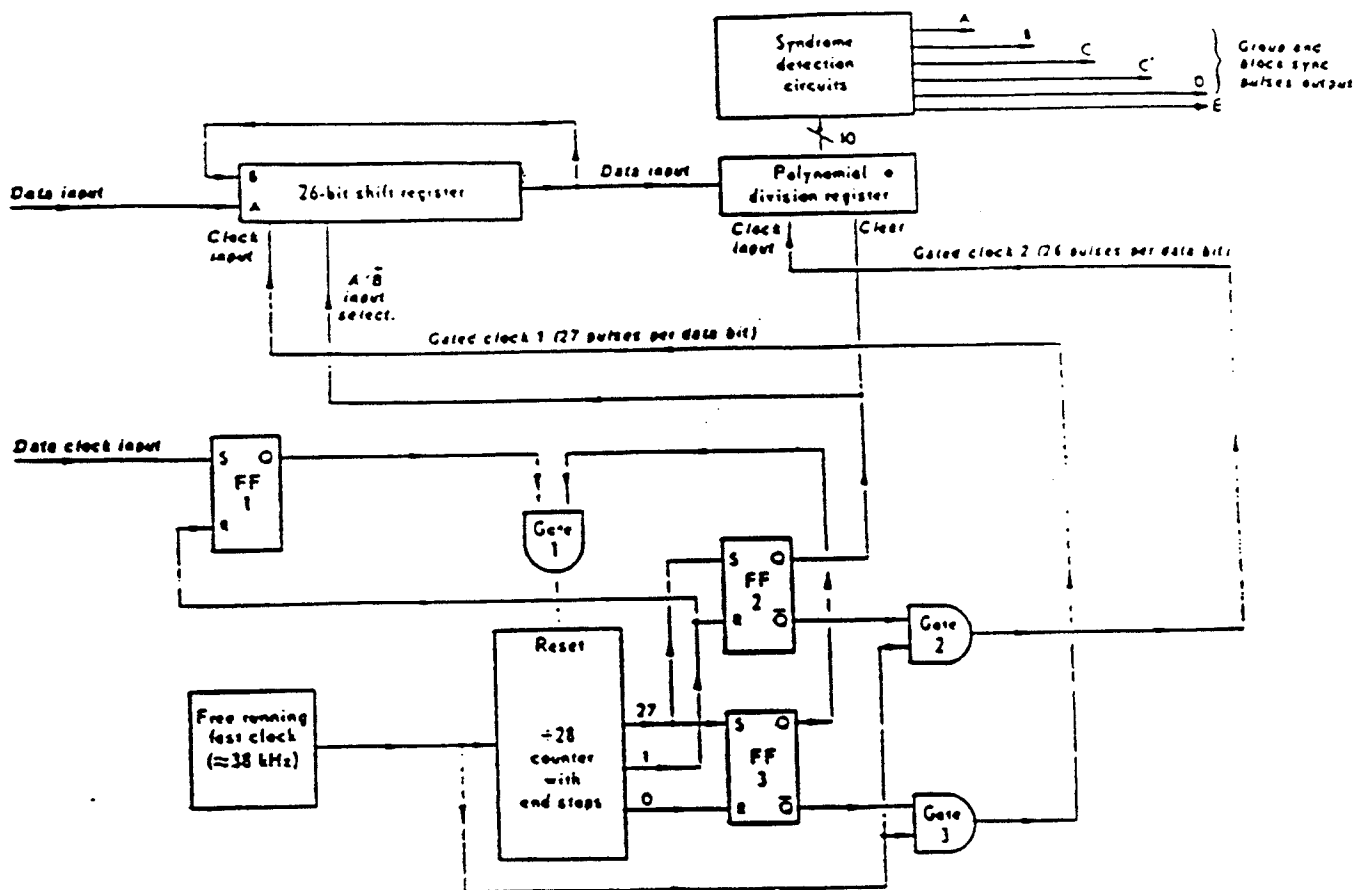 A
B
C
C'
D
E
Group and
block sync
pulses output
Syndrome
detection
circuits
10
B
A
26-bit shift register
Data input
Data input
Polynomial
division register
Clock
input
A/B̄
input
select.
Clock
input
Clear
Gated clock 2 (26 pulses per data bit)
Gated clock 1 (27 pulses per data bit)
Data clock input
S Q
FF
1
R
Gate
1
S Q
FF
2
R Q̄
Gate
2
Reset
÷28
counter
with
end stops
27
1
0
Free running
fast clock
(≈38 kHz)
S Q
FF
3
R Q̄
Gate
3